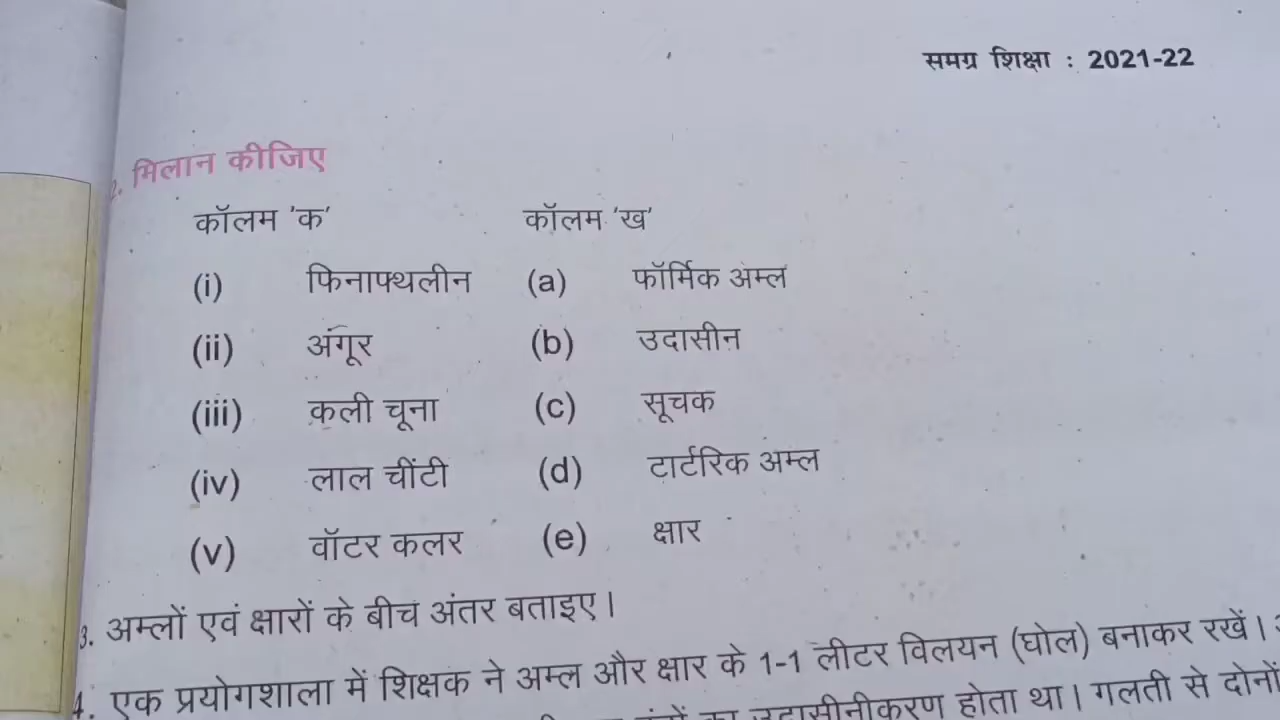 समग्र शिक्षा : 2021-22
2. मिलान कीजिए
कॉलम 'क' कॉलम 'ख'
(i) फिनाफ्थलीन (a) फॉर्मिक अम्ल
(ii) अंगूर (b) उदासीन
(iii) कली चूना (c) सूचक
(iv) लाल चींटी (d) टार्टरिक अम्ल
(v) वॉटर कलर (e) क्षार
3. अम्लों एवं क्षारों के बीच अंतर बताइए।
4. एक प्रयोगशाला में शिक्षक ने अम्ल और क्षार के 1-1 लीटर विलयन (घोल) बनाकर रखें।
का उदासीनीकरण होता था। गलती से दोनों